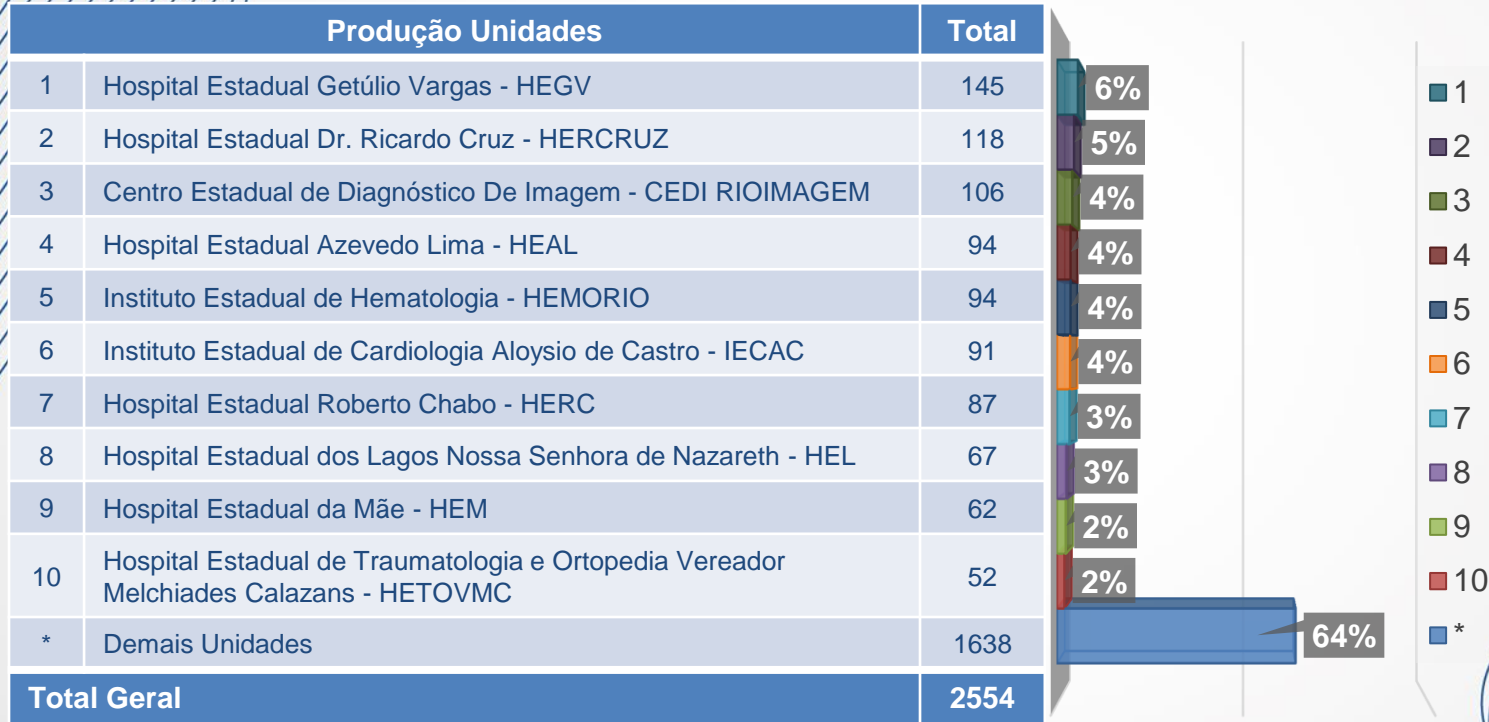 Produção Unidades Total
1 Hospital Estadual Getúlio Vargas - HEGV 145
2 Hospital Estadual Dr. Ricardo Cruz - HERCRUZ 118
3 Centro Estadual de Diagnóstico De Imagem - CEDI RIOIMAGEM 106
4 Hospital Estadual Azevedo Lima - HEAL 94
5 Instituto Estadual de Hematologia - HEMORIO 94
6 Instituto Estadual de Cardiologia Aloysio de Castro - IECAC 91
7 Hospital Estadual Roberto Chabo - HERC 87
8 Hospital Estadual dos Lagos Nossa Senhora de Nazareth - HEL 67
9 Hospital Estadual da Mãe - HEM 62
10 Hospital Estadual de Traumatologia e Ortopedia Vereador
Melchiades Calazans - HETOVMC 52
* Demais Unidades 1638
Total Geral 2554
6%
5%
4%
4%
4%
4%
3%
3%
2%
2%
64%
1
2
3
4
5
6
7
8
9
10
*